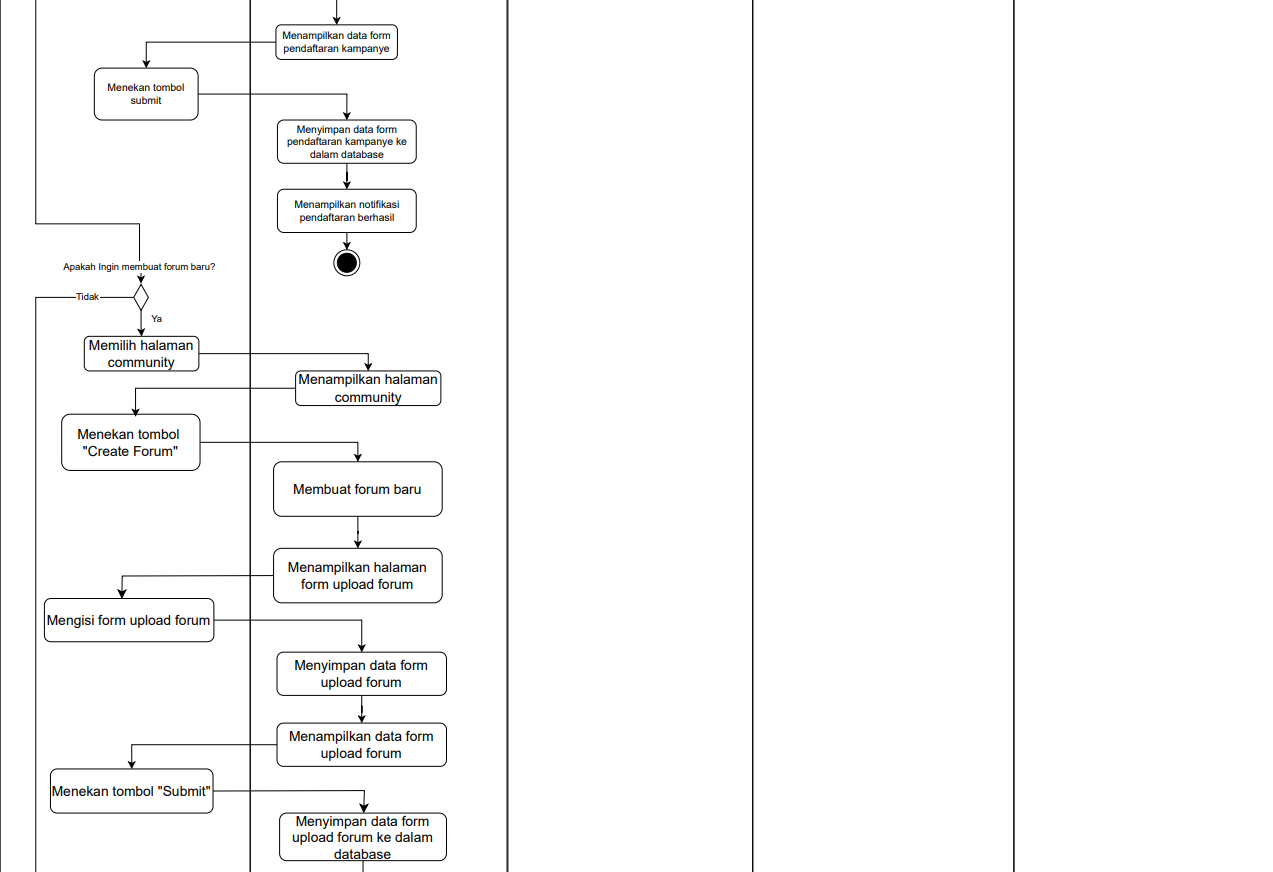 Menampilkan data form
pendaftaran kampanye
Menekan tombol
submit
Menyimpan data form
pendaftaran kampanye ke
dalam database
Menampilkan notifikasi
pendaftaran berhasil
Apakah Ingin membuat forum baru?
Tidak
Ya
Memilih halaman
community
Menampilkan halaman
community
Menekan tombol
"Create Forum"
Membuat forum baru
Menampilkan halaman
form upload forum
Mengisi form upload forum
Menyimpan data form
upload forum
Menampilkan data form
upload forum
Menekan tombol "Submit"
Menyimpan data form
upload forum ke dalam
database